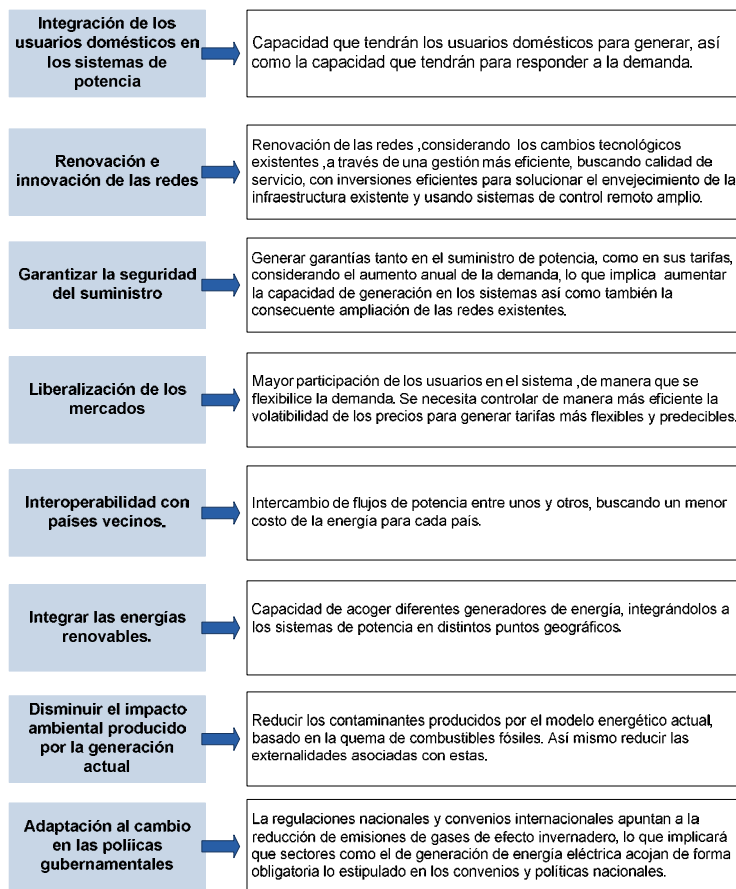 Integración de los
usuarios domésticos en
los sistemas de
potencia
Capacidad que tendrán los usuarios domésticos para generar, así
como la capacidad que tendrán para responder a la demanda.
Renovación e
innovación de las redes
Renovación de las redes ,considerando los cambios tecnológicos
existentes ,a través de una gestión más eficiente, buscando calidad de
servicio, con inversiones eficientes para solucionar el envejecimiento de la
infraestructura existente y usando sistemas de control remoto amplio.
Garantizar la seguridad
del suministro
Generar garantías tanto en el suministro de potencia, como en sus tarifas,
considerando el aumento anual de la demanda, lo que implica aumentar
la capacidad de generación en los sistemas así como también la
consecuente ampliación de las redes existentes.
Liberalización de los
mercados
Mayor participación de los usuarios en el sistema ,de manera que se
flexibilice la demanda. Se necesita controlar de manera más eficiente la
volatibilidad de los precios para generar tarifas más flexibles y predecibles.
Interoperabilidad con
países vecinos.
Intercambio de flujos de potencia entre unos y otros, buscando un menor
costo de la energía para cada país.
Integrar las energías
renovables.
Capacidad de acoger diferentes generadores de energía, integrándolos a
los sistemas de potencia en distintos puntos geográficos.
Disminuir el impacto
ambiental producido
por la generación
actual
Reducir los contaminantes producidos por el modelo energético actual,
basado en la quema de combustibles fósiles. Así mismo reducir las
externalidades asociadas con estas.
Adaptación al cambio
en las políicas
gubernamentales
La regulaciones nacionales y convenios internacionales apuntan a la
reducción de emisiones de gases de efecto invernadero, lo que implicará
que sectores como el de generación de energía eléctrica acojan de forma
obligatoria lo estipulado en los convenios y políticas nacionales.